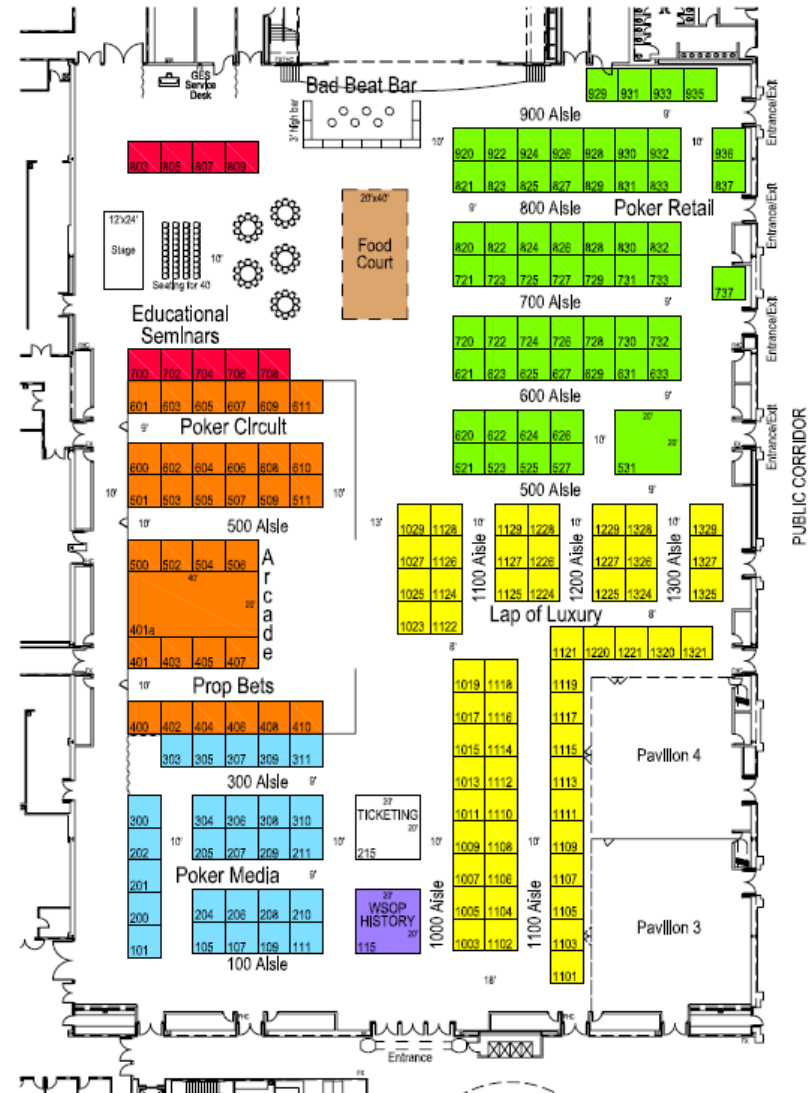 GES
Service
Desk
Bad Beat Bar
3' high bar
929 931 933 935
900 Aisle
9'
10'
920 922 924 926 928 930 932
10'
936
821 823 825 827 829 831 833
837
Entrance/Exit
803 805 807 809
9'
800 Aisle
Poker Retail
12'x24'
Stage
Seating for 40
10'
20'x40'
Food
Court
820 822 824 826 828 830 832
721 723 725 727 729 731 733
737
Entrance/Exit
700 Aisle
9'
Educational
Seminars
720 722 724 726 728 730 732
621 623 625 627 629 631 633
Entrance/Exit
700 702 704 706 708
601 603 605 607 609 611
600 Aisle
9'
9'
Poker Circuit
620 622 624 626
10'
20'
20'
531
521 523 525 527
Entrance/Exit
PUBLIC CORRIDOR
600 602 604 606 608 610
501 503 505 507 509 511
10'
10'
500 Aisle
9'
10'
500 Aisle
13'
1029 1128
10'
1129 1228
10'
1229 1328
10'
1329
1027 1126
1127 1226
1227 1326
1327
1025 1124
1125 1224
1225 1324
1325
1023 1122
1100 Aisle
1200 Aisle
1300 Aisle
500 502 504 506
40'
20'
401a
401 403 405 407
Arcade
Lap of Luxury
8'
8'
1121 1220 1221 1320 1321
10'
Prop Bets
400 402 404 406 408 410
303 305 307 309 311
300 Aisle
9'
1019 1118
1017 1116
1015 1114
1013 1112
1011 1110
1009 1108
1007 1106
1005 1104
1003 1102
1119
1117
1115
1113
1111
1109
1107
1105
1103
1101
Pavilion 4
Pavilion 3
300
202
201
200
101
10'
304 306 308 310
205 207 209 211
10'
20'
TICKETING
20'
215
10'
10'
Poker Media
9'
204 206 208 210
105 107 109 111
100 Aisle
20'
WSOP
HISTORY
20'
115
1000 Aisle
1100 Aisle
18'
Entrance